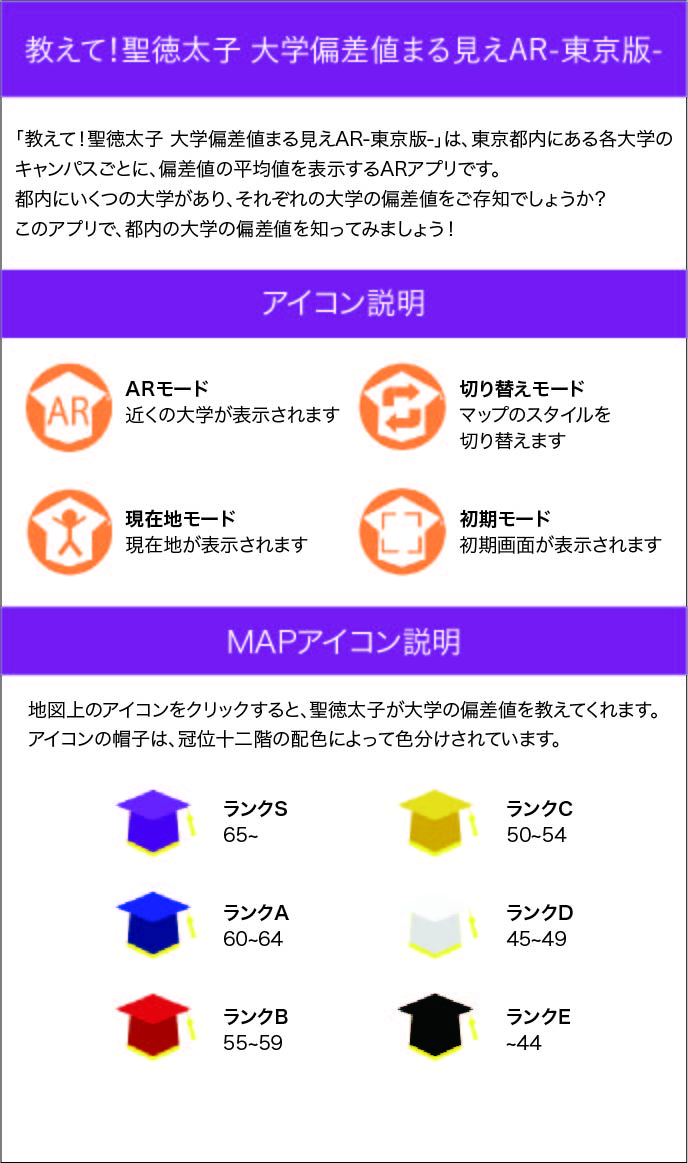 教えて！聖徳太子 大学偏差値まる見えAR-東京版-
「教えて！聖徳太子 大学偏差値まる見えAR-東京版-」は、東京都内にある各大学の
キャンパスごとに、偏差値の平均値を表示するARアプリです。
都内にいくつの大学があり、それぞれの大学の偏差値をご存知でしょうか？
このアプリで、都内の大学の偏差値を知ってみましょう！
アイコン説明
AR
ARモード
近くの大学が表示されます
切り替えモード
マップのスタイルを
切り替えます
現在地モード
現在地が表示されます
初期モード
初期画面が表示されます
MAPアイコン説明
地図上のアイコンをクリックすると、聖徳太子が大学の偏差値を教えてくれます。
アイコンの帽子は、冠位十二階の配色によって色分けされています。
ランクS
65~
ランクC
50~54
ランクA
60~64
ランクD
45~49
ランクB
55~59
ランクE
~44